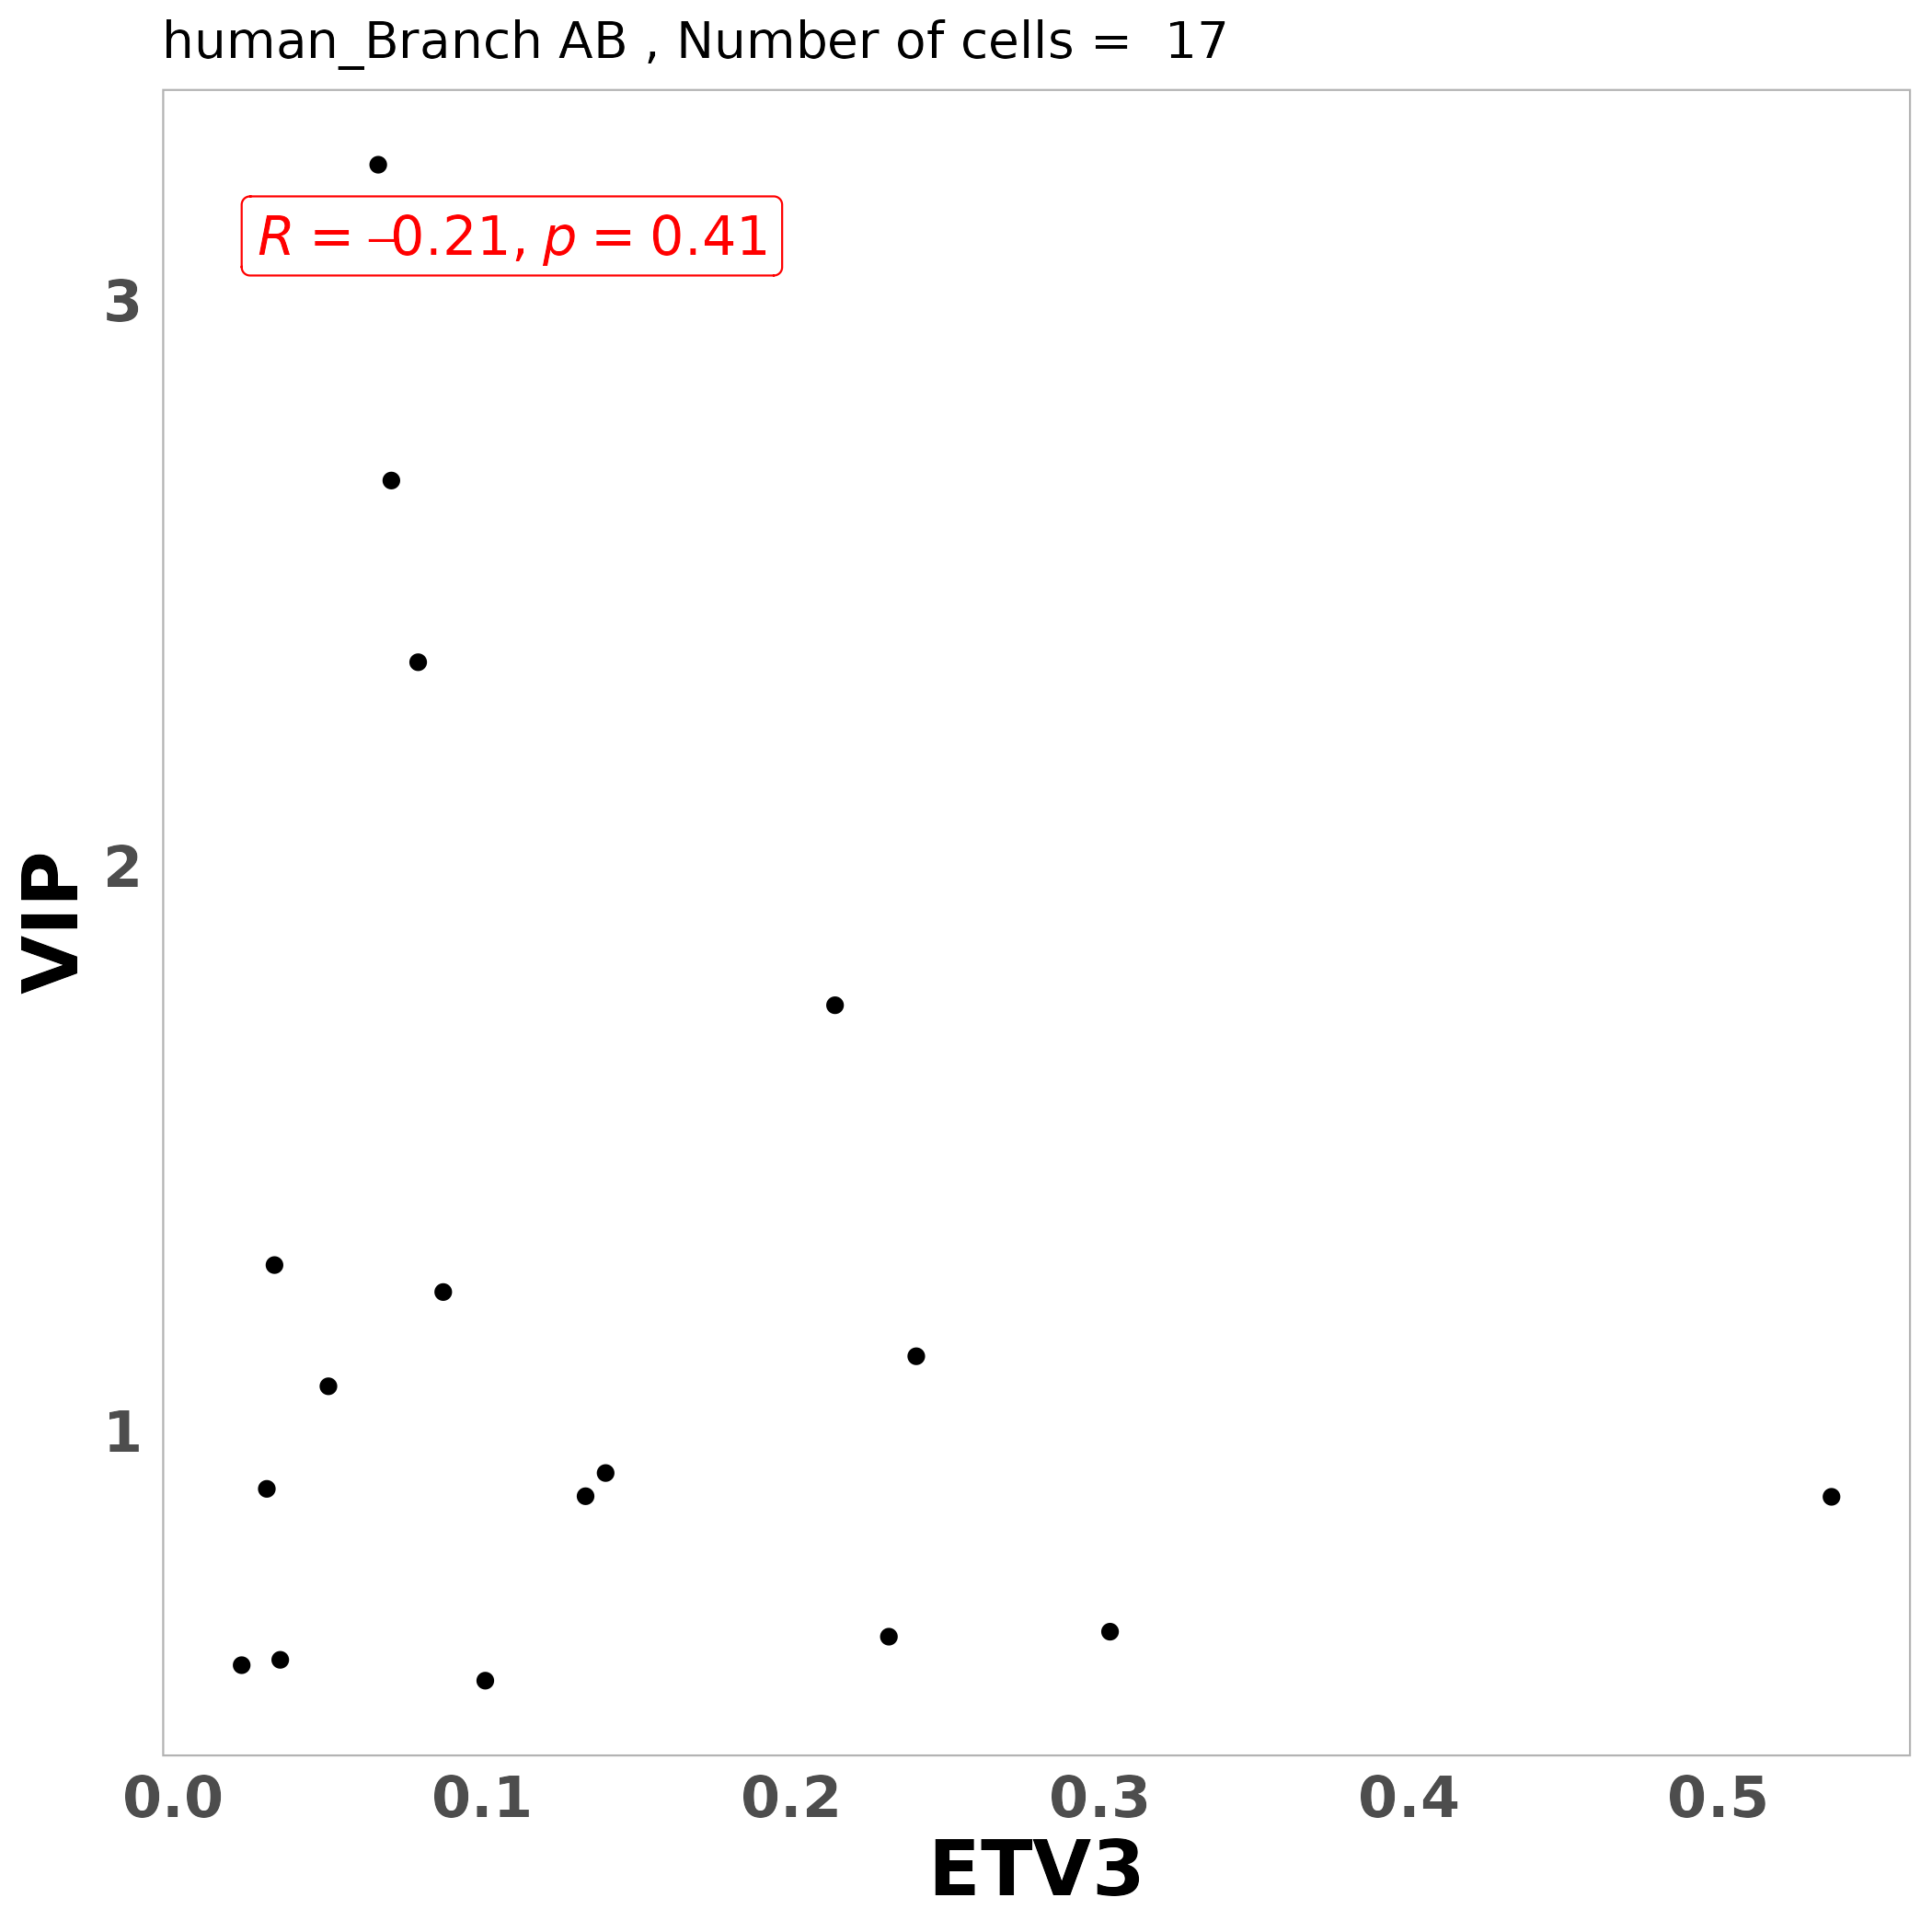 human_Branch AB , Number of cells =  17
R = –0.21, p = 0.41
3
2
1
VIP
0.0 0.1 0.2 0.3 0.4 0.5
ETV3